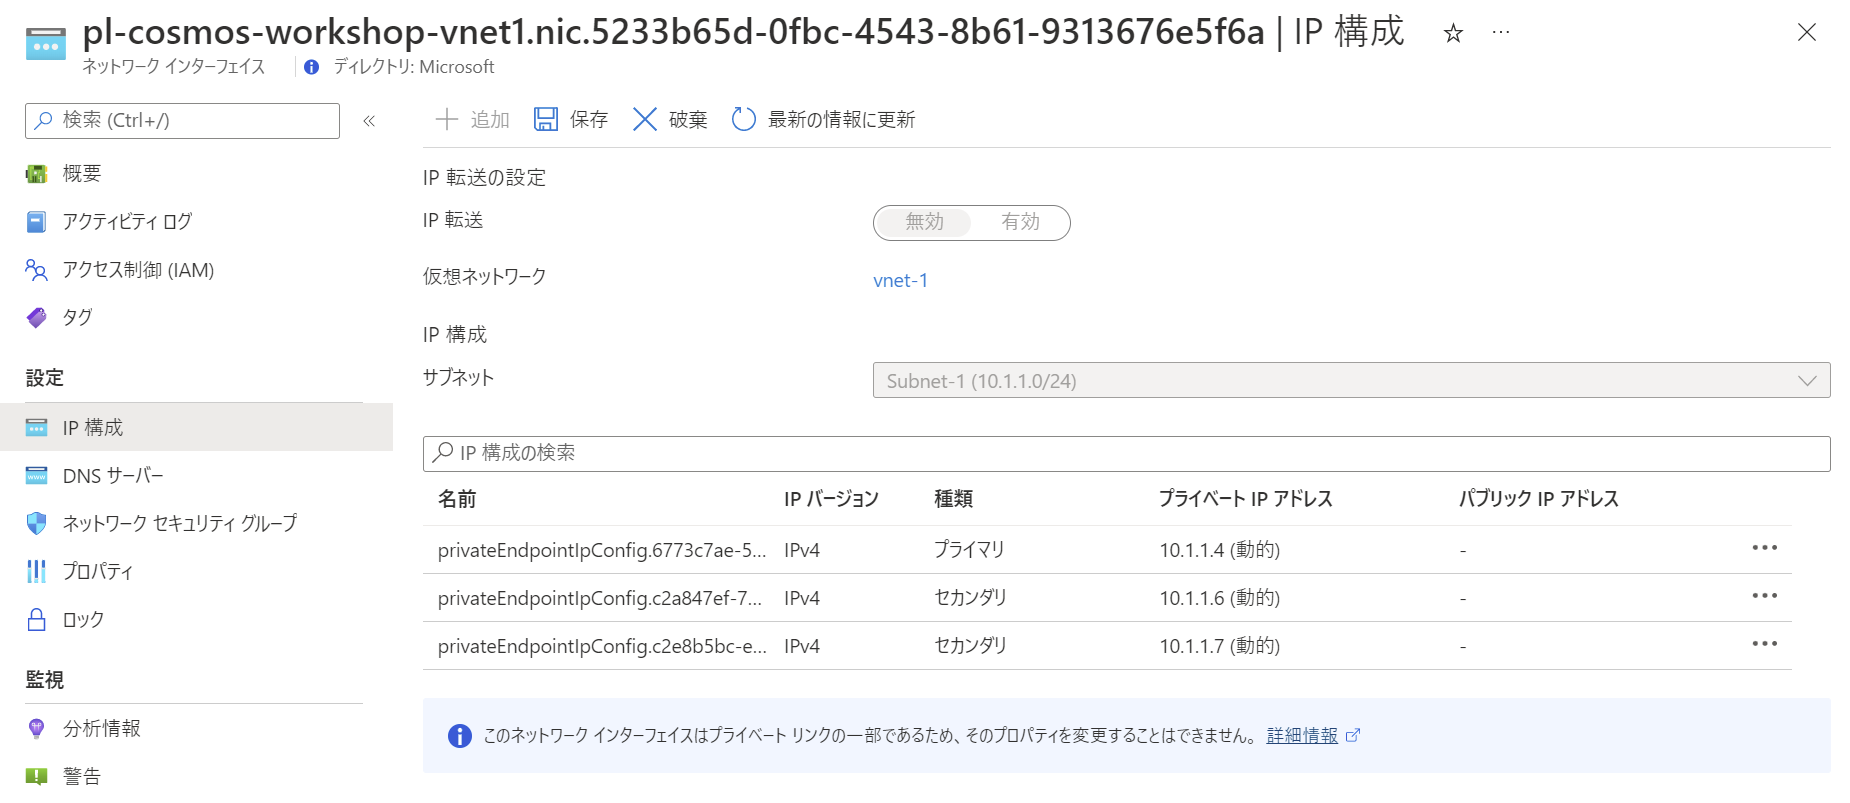 pl-cosmos-workshop-vnet1.nic.5233b65d-0fbc-4543-8b61-9313676e5f6a | IP 構成
ネットワーク インターフェイス
ディレクトリ: Microsoft
検索 (Ctrl+/)
概要
アクティビティ ログ
アクセス制御 (IAM)
タグ
設定
IP 構成
DNS サーバー
ネットワーク セキュリティ グループ
プロパティ
ロック
監視
分析情報
警告
追加 保存 破棄 最新の情報に更新
IP 転送の設定
IP 転送 無効 有効
仮想ネットワーク vnet-1
IP 構成
サブネット Subnet-1 (10.1.1.0/24)
IP 構成の検索
名前 IP バージョン 種類 プライベート IP アドレス パブリック IP アドレス
privateEndpointIpConfig.6773c7ae-5... IPv4 プライマリ 10.1.1.4 (動的) -
privateEndpointIpConfig.c2a847ef-7... IPv4 セカンダリ 10.1.1.6 (動的) -
privateEndpointIpConfig.c2e8b5bc-e... IPv4 セカンダリ 10.1.1.7 (動的) -
このネットワーク インターフェイスはプライベート リンクの一部であるため、そのプロパティを変更することはできません。 詳細情報